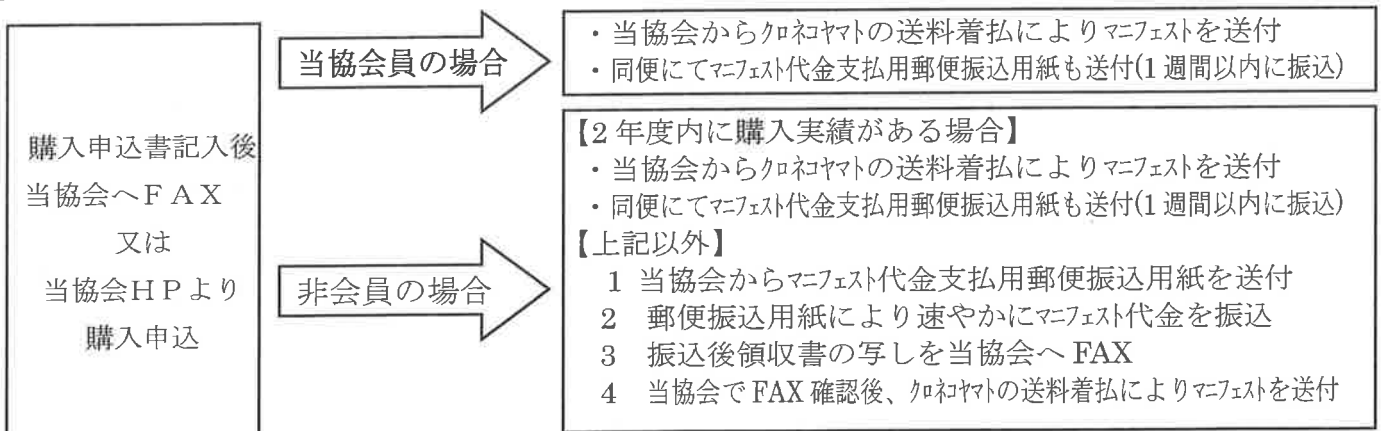 購入申込書記入後
当協会へＦＡＸ
又は
当協会ＨＰより
購入申込
当協会員の場合
・当協会からｸﾛﾈｺﾔﾏﾄの送料着払によりﾏﾆﾌｪｽﾄを送付
・同便にてﾏﾆﾌｪｽﾄ代金支払用郵便振込用紙も送付(1週間以内に振込)
非会員の場合
【2年度内に購入実績がある場合】
・当協会からｸﾛﾈｺﾔﾏﾄの送料着払によりﾏﾆﾌｪｽﾄを送付
・同便にてﾏﾆﾌｪｽﾄ代金支払用郵便振込用紙も送付(1週間以内に振込)
【上記以外】
1 当協会からﾏﾆﾌｪｽﾄ代金支払用郵便振込用紙を送付
2 郵便振込用紙により速やかにﾏﾆﾌｪｽﾄ代金を振込
3 振込後領収書の写しを当協会へFAX
4 当協会でFAX確認後、ｸﾛﾈｺﾔﾏﾄの送料着払によりﾏﾆﾌｪｽﾄを送付